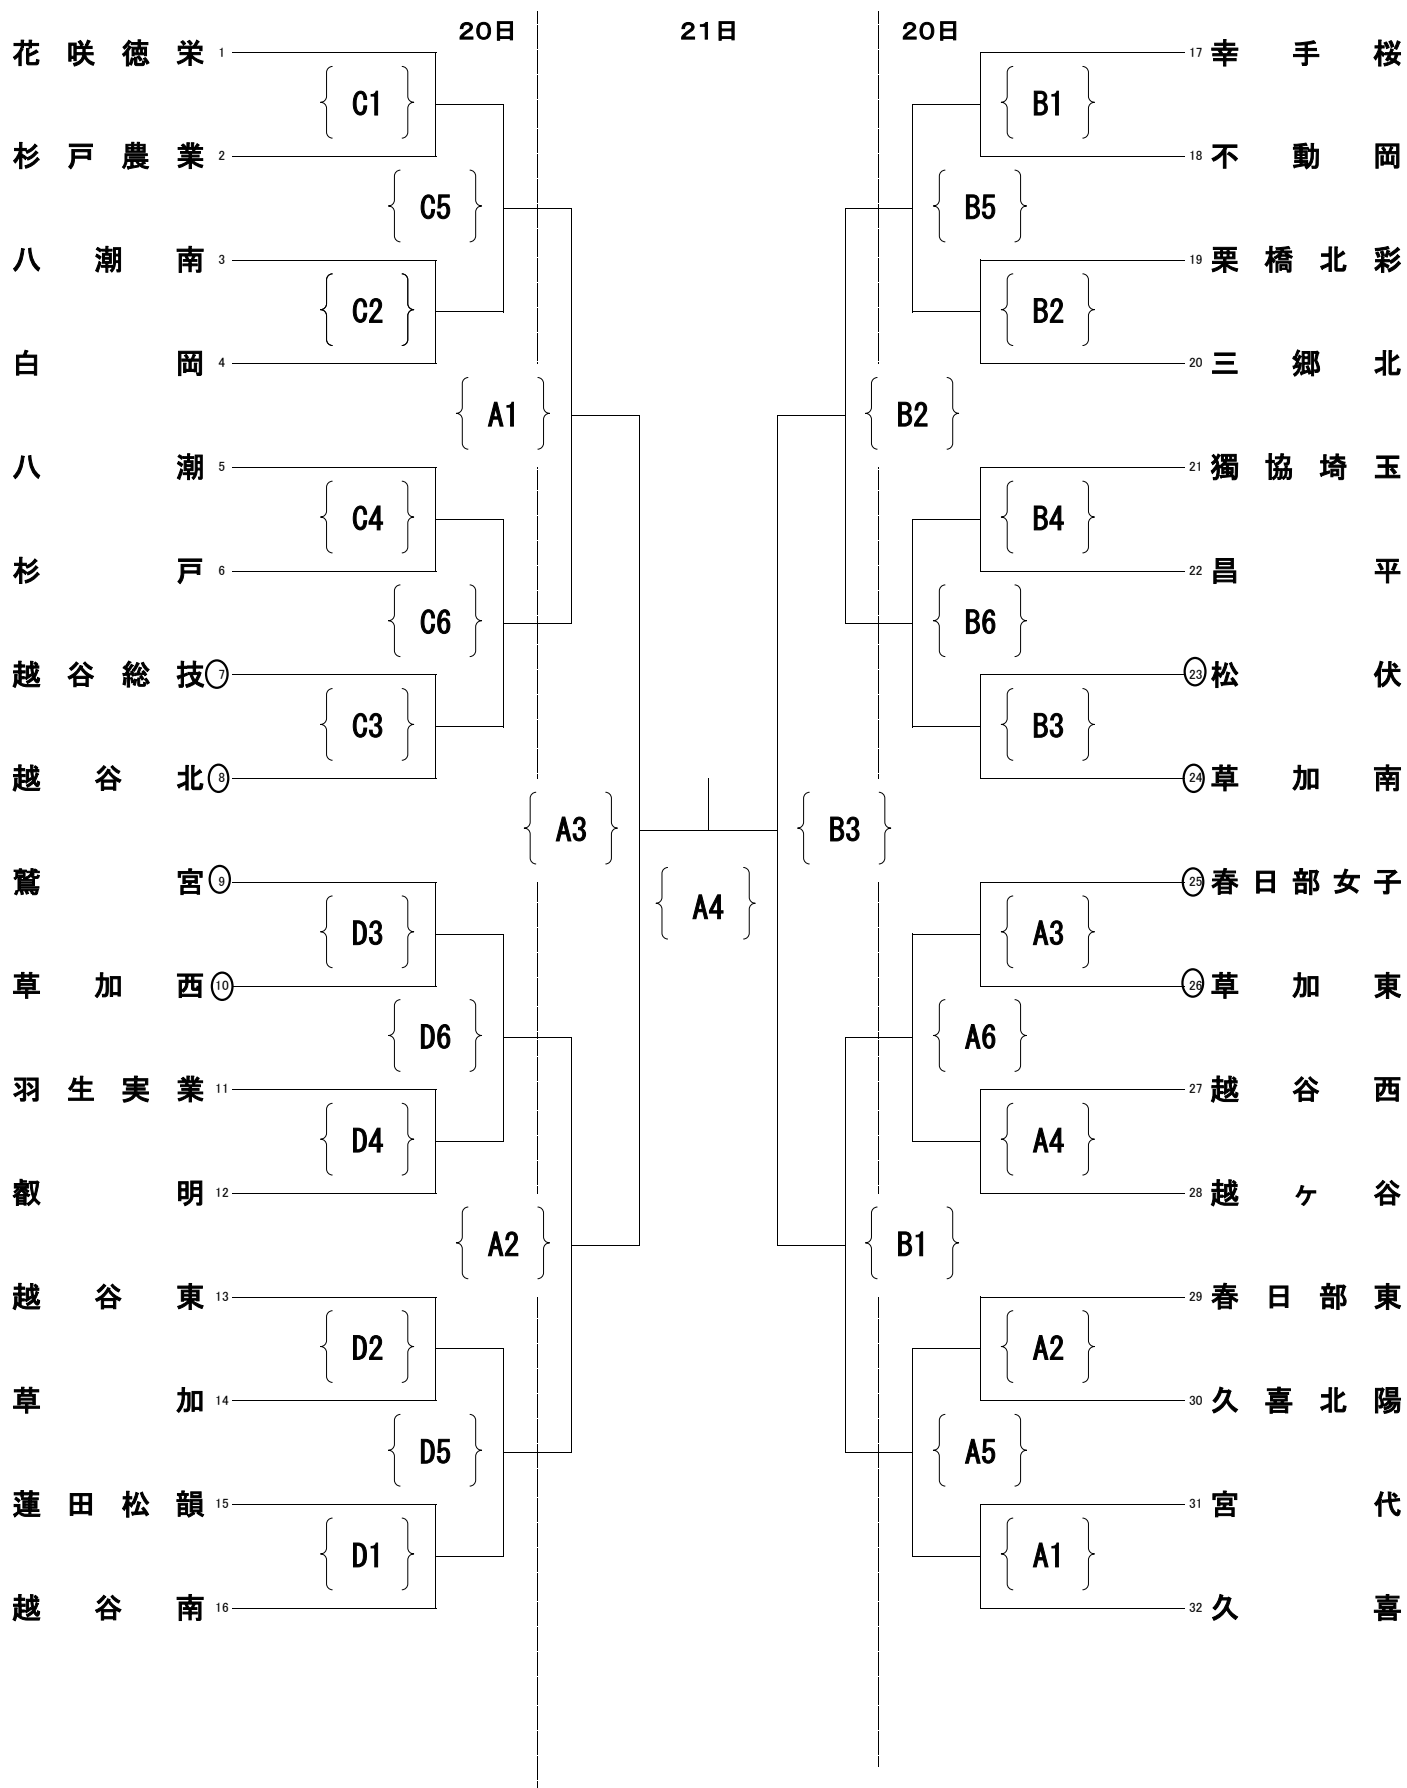 20日 21日 20日
花咲徳栄 1 17 幸手桜
C1 B1
杉戸農業 2 18 不動岡
C5 B5
八潮南 3 19 栗橋北彩
C2 B2
白岡 4 20 三郷北
A1 B2
八潮 5 21 獨協埼玉
C4 B4
杉戸 6 22 昌平
C6 B6
越谷総技 7 23 松伏
C3 B3
越谷北 8 24 草加南
A3 B3
鷲宮 9 25 春日部女子
A4
D3 A3
草加西 10 26 草加東
D6 A6
羽生実業 11 27 越谷西
D4 A4
叡明 12 28 越ヶ谷
A2 B1
越谷東 13 29 春日部東
D2 A2
草加 14 30 久喜北陽
D5 A5
蓮田松韻 15 31 宮代
D1 A1
越谷南 16 32 久喜